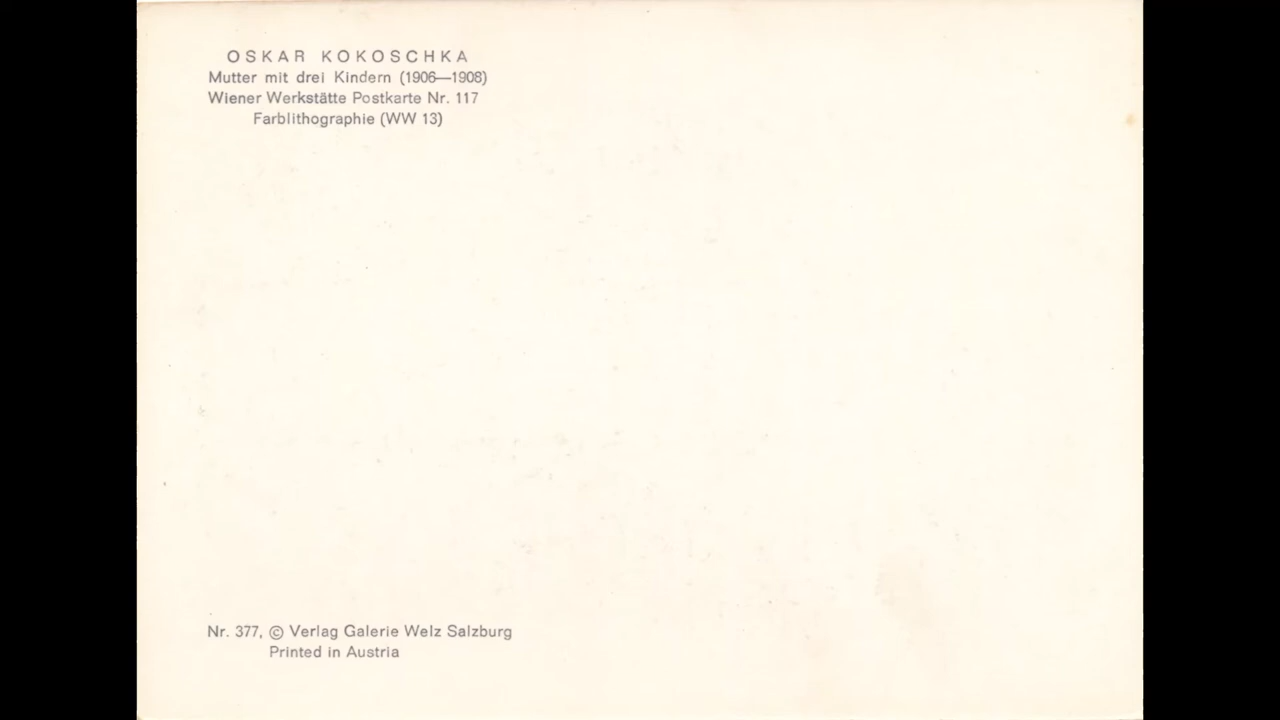 OSKAR KOKOSCHKA
Mutter mit drei Kindern (1906—1908)
Wiener Werkstätte Postkarte Nr. 117
Farblithographie (WW 13)
Nr. 377, © Verlag Galerie Welz Salzburg
Printed in Austria